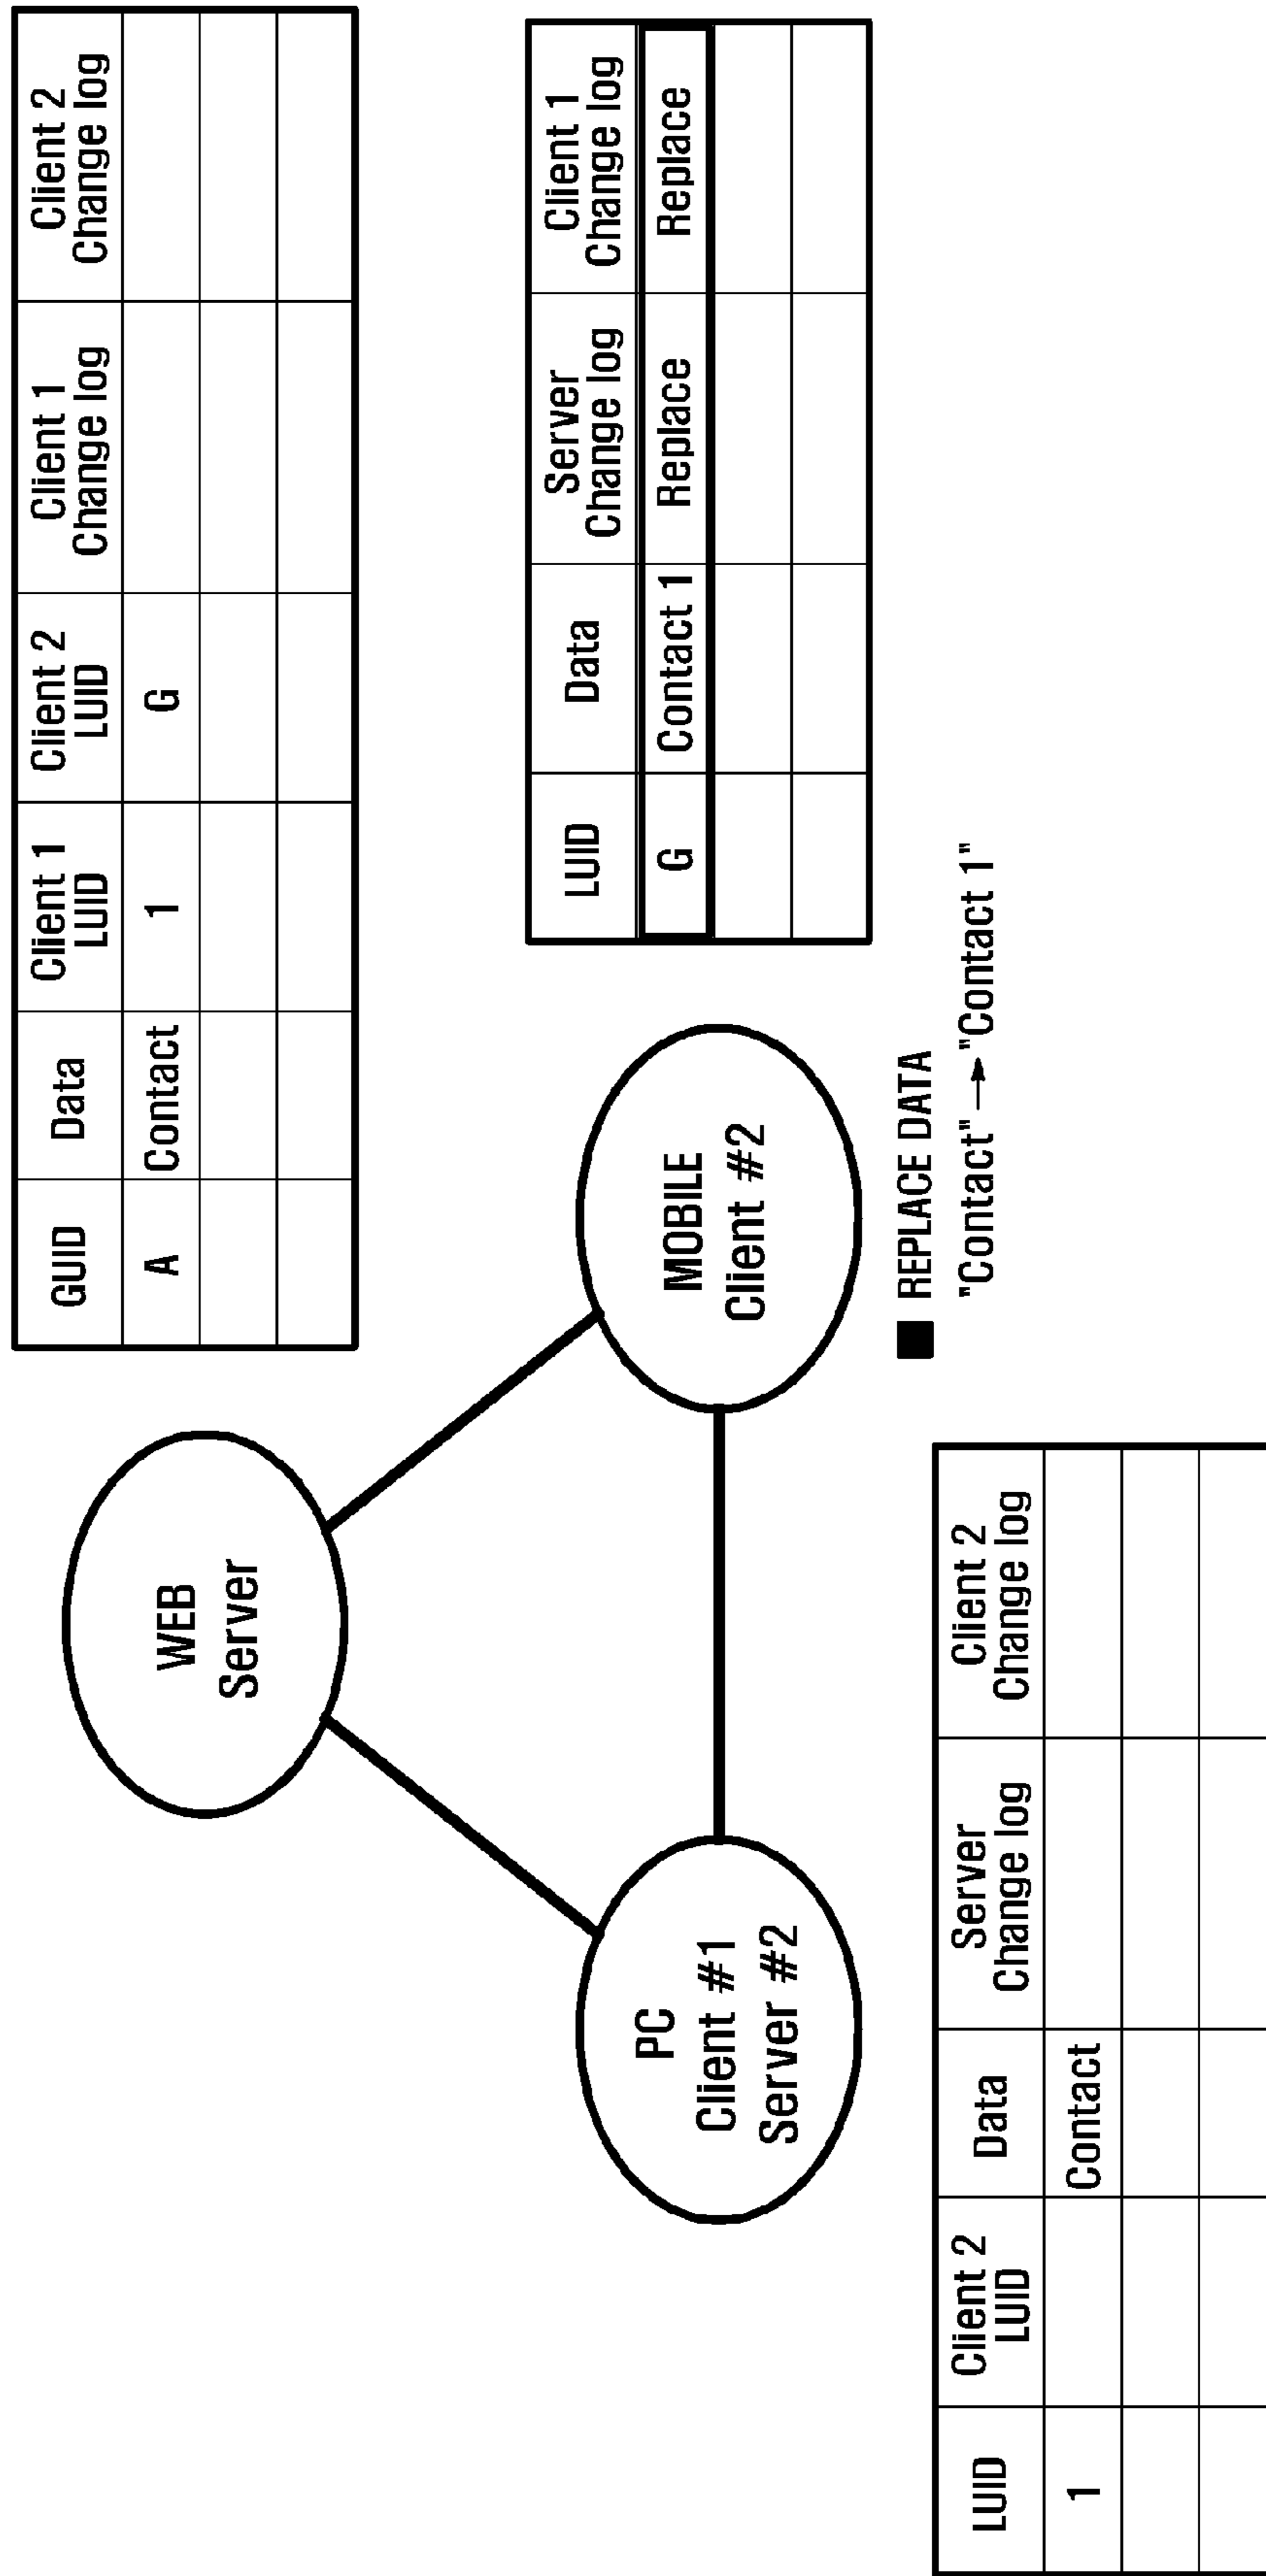 GUID Data Client 1 LUID Client 2 LUID Client 1 Change log Client 2 Change log
A Contact 1 G
WEB
Server
LUID Data Server Change log Client 1 Change log
G Contact 1 Replace Replace
PC
Client #1
Server #2
MOBILE
Client #2
■ REPLACE DATA
"Contact" → "Contact 1"
LUID Client 2 LUID Data Server Change log Client 2 Change log
1 Contact